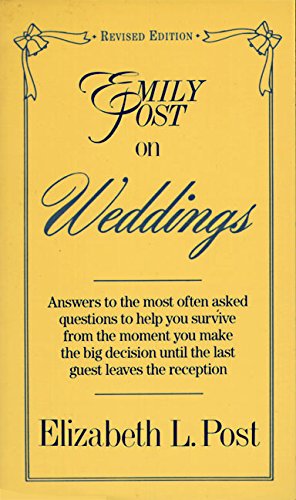 • REVISED EDITION •
EMILY
POST
on
Weddings
Answers to the most often asked
questions to help you survive
from the moment you make
the big decision until the last
guest leaves the reception
Elizabeth L. Post